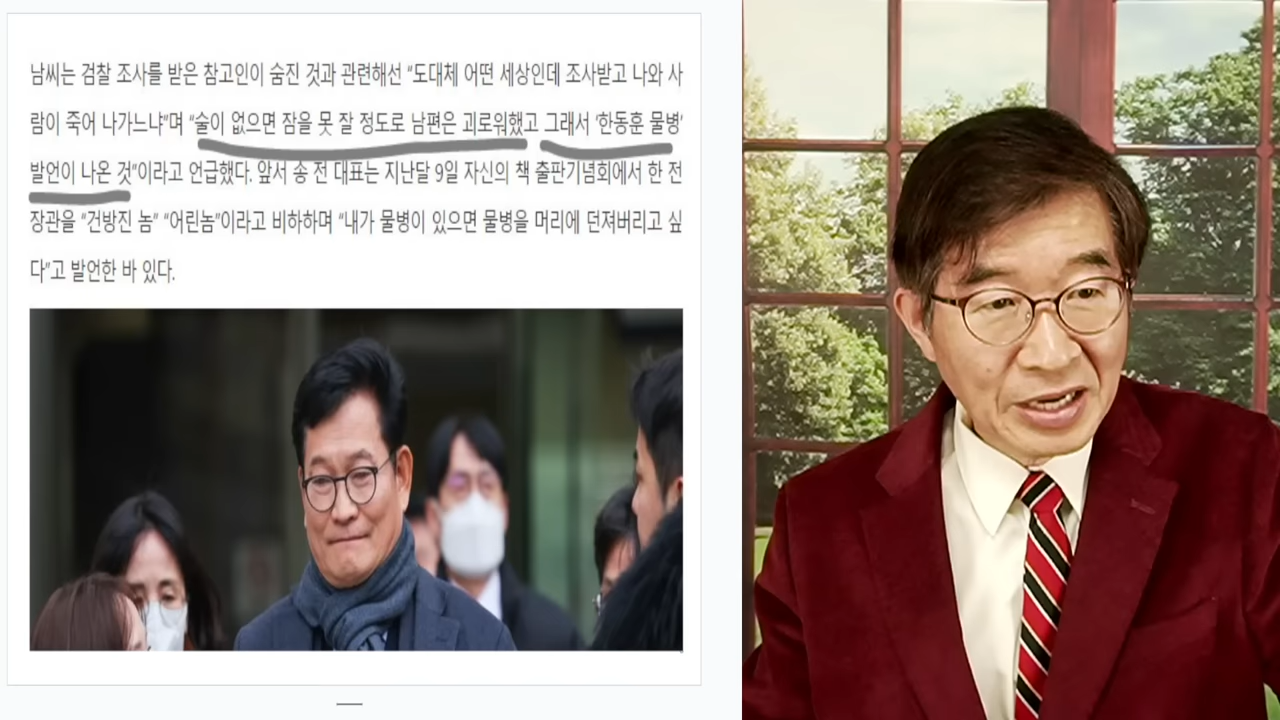 남씨는 검찰 조사를 받은 참고인이 숨진 것과 관련해선 “도대체 어떤 세상인데 조사받고 나와 사
람이 죽어 나가느냐”며 “술이 없으면 잠을 못 잘 정도로 남편은 괴로워했고 그래서 ‘한동훈 물병’
발언이 나온 것”이라고 언급했다. 앞서 송 전 대표는 지난달 9일 자신의 책 출판기념회에서 한 전
장관을 “건방진 놈” “어린놈”이라고 비하하며 “내가 물병이 있으면 물병을 머리에 던져버리고 싶
다”고 발언한 바 있다.